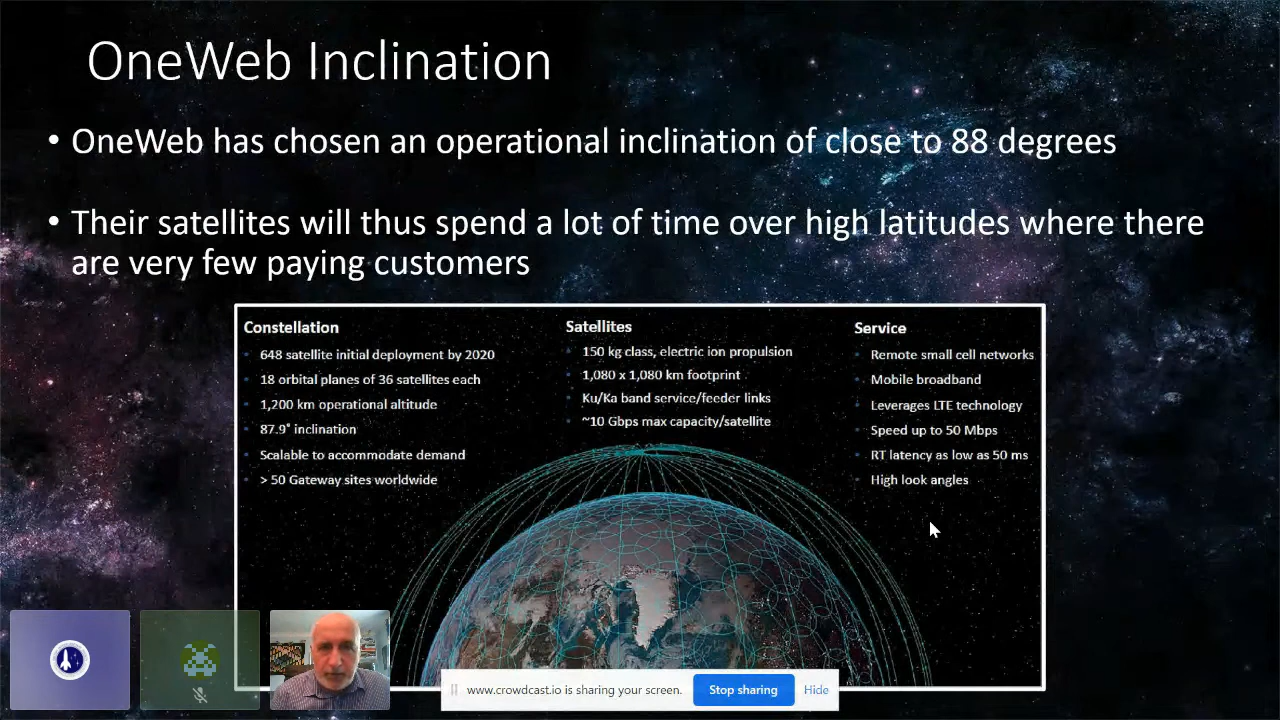 OneWeb Inclination
• OneWeb has chosen an operational inclination of close to 88 degrees
• Their satellites will thus spend a lot of time over high latitudes where there
are very few paying customers
Constellation
648 satellite initial deployment by 2020
18 orbital planes of 36 satellites each
1,200 km operational altitude
87.9° inclination
Scalable to accommodate demand
> 50 Gateway sites worldwide
Satellites
150 kg class, electric ion propulsion
1,080 x 1,080 km footprint
Ku/Ka band service/feeder links
~10 Gbps max capacity/satellite
Service
Remote small cell networks
Mobile broadband
Leverages LTE technology
Speed up to 50 Mbps
RT latency as low as 50 ms
High look angles
www.crowdcast.io is sharing your screen. Stop sharing Hide